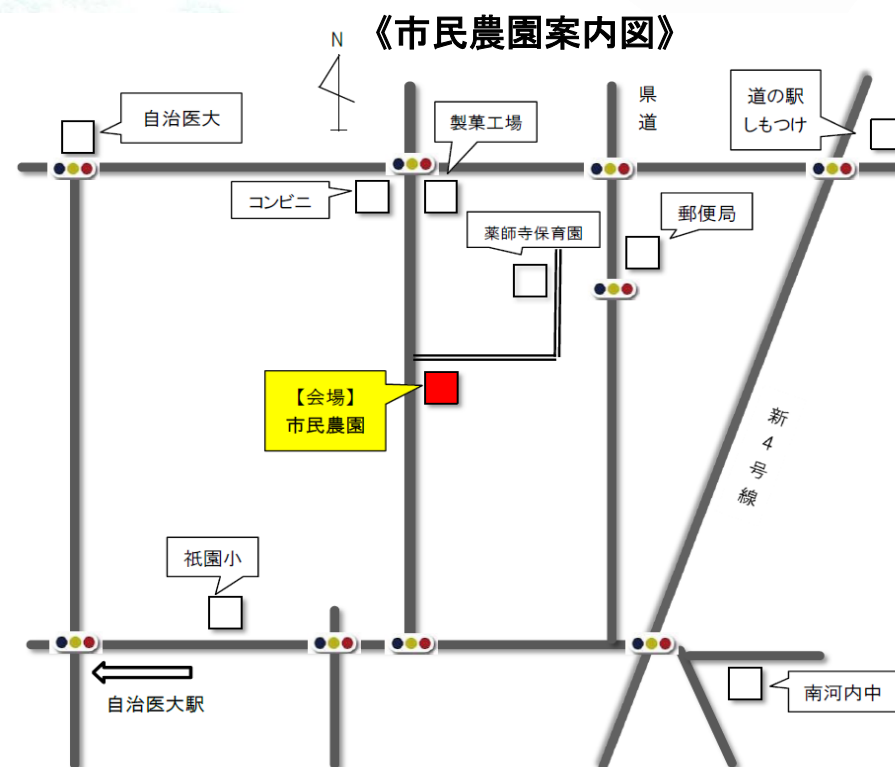 《市民農園案内図》
N
自治医大
製菓工場
県
道
道の駅
しもつけ
コンビニ
薬師寺保育園
郵便局
【会場】
市民農園
新
4
号
線
祇園小
自治医大駅
南河内中